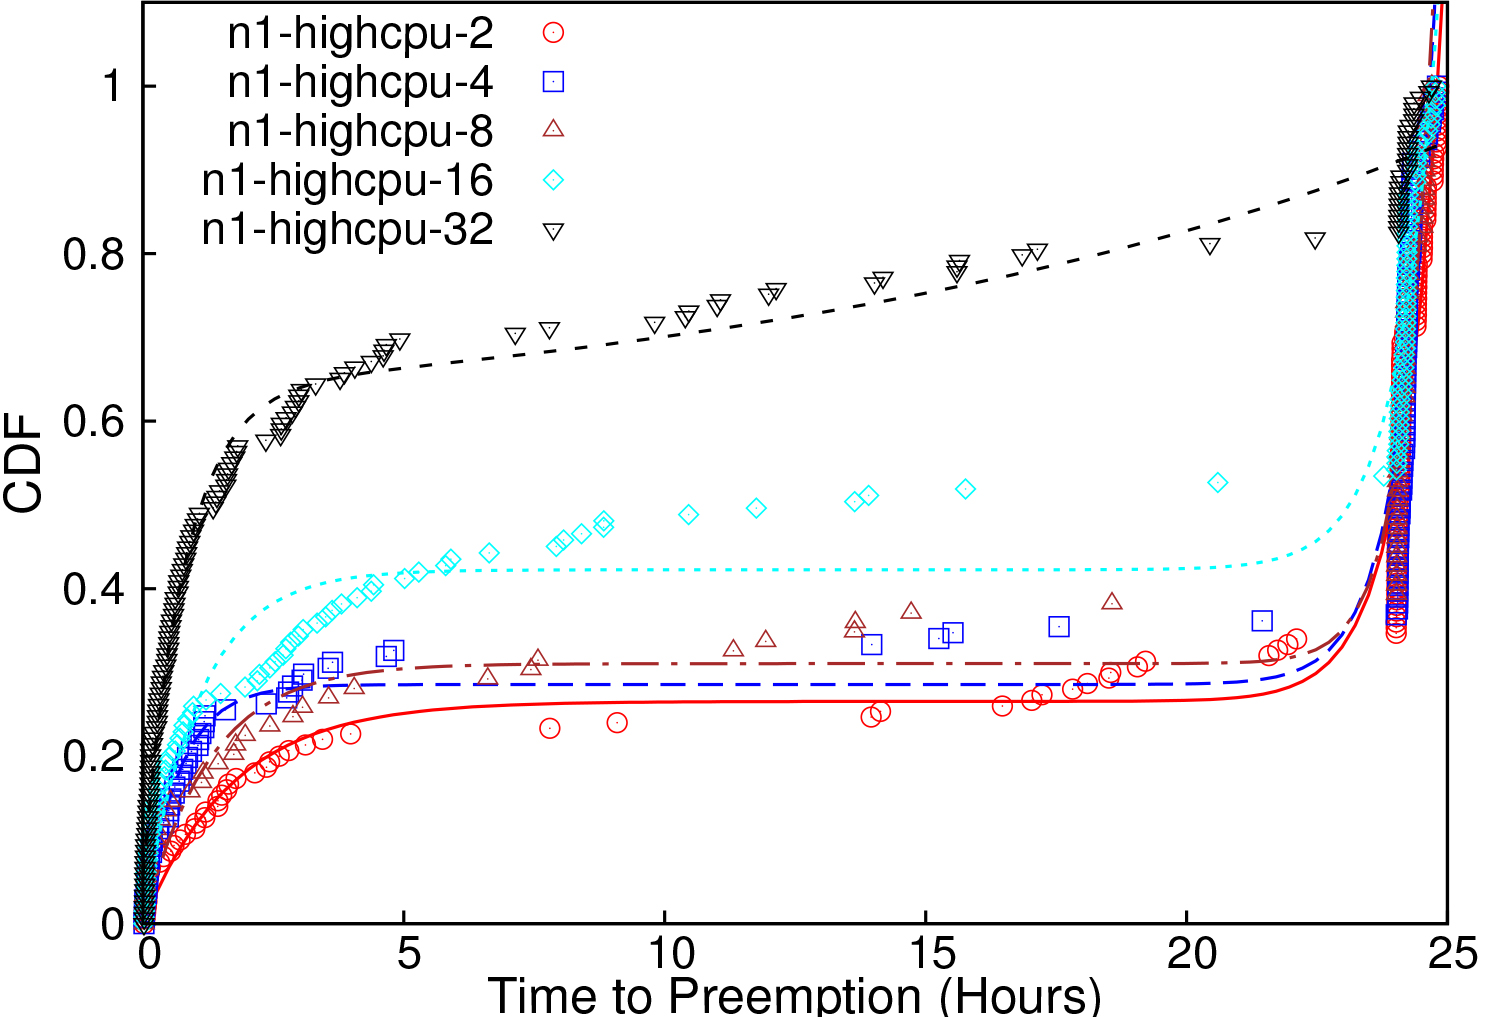 n1-highcpu-2
n1-highcpu-4
n1-highcpu-8
n1-highcpu-16
n1-highcpu-32
1
0.8
0.6
0.4
0.2
0
CDF
0 5 10 15 20 25
Time to Preemption (Hours)